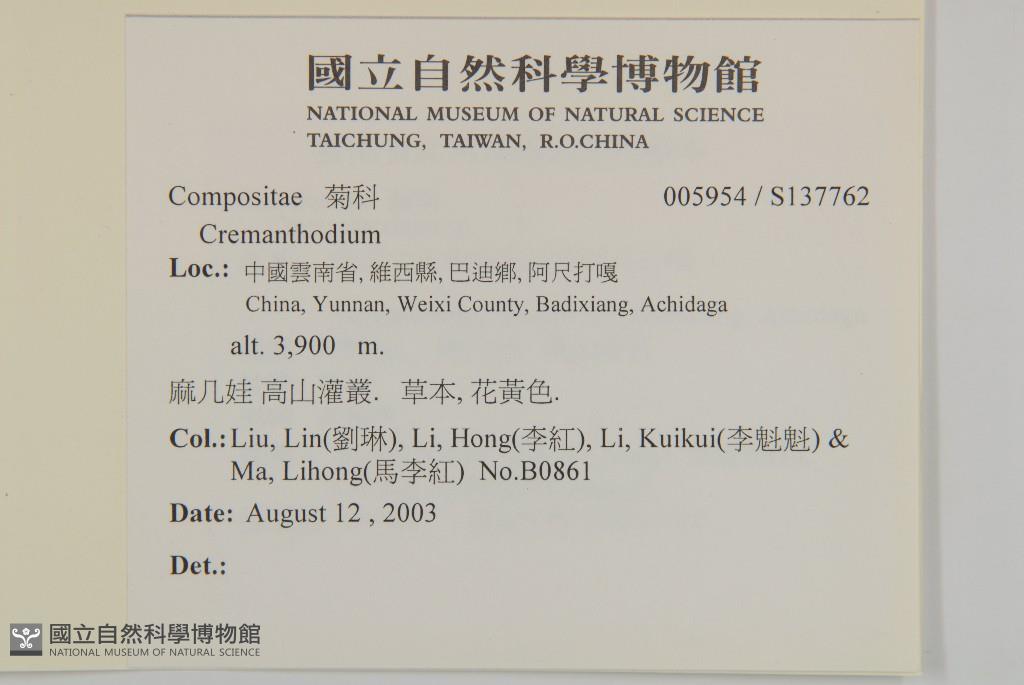 國立自然科學博物館
NATIONAL MUSEUM OF NATURAL SCIENCE
TAICHUNG, TAIWAN, R.O.CHINA
Compositae 菊科 005954 / S137762
Cremanthodium
Loc.: 中國雲南省, 維西縣, 巴迪鄉, 阿尺打嘎
China, Yunnan, Weixi County, Badixiang, Achidaga
alt. 3,900 m.
麻几娃 高山灌叢. 草本, 花黃色.
Col.: Liu, Lin(劉琳), Li, Hong(李紅), Li, Kuikui(李魁魁) &
Ma, Lihong(馬李紅) No.B0861
Date: August 12 , 2003
Det.:
國立自然科學博物館
NATIONAL MUSEUM OF NATURAL SCIENCE